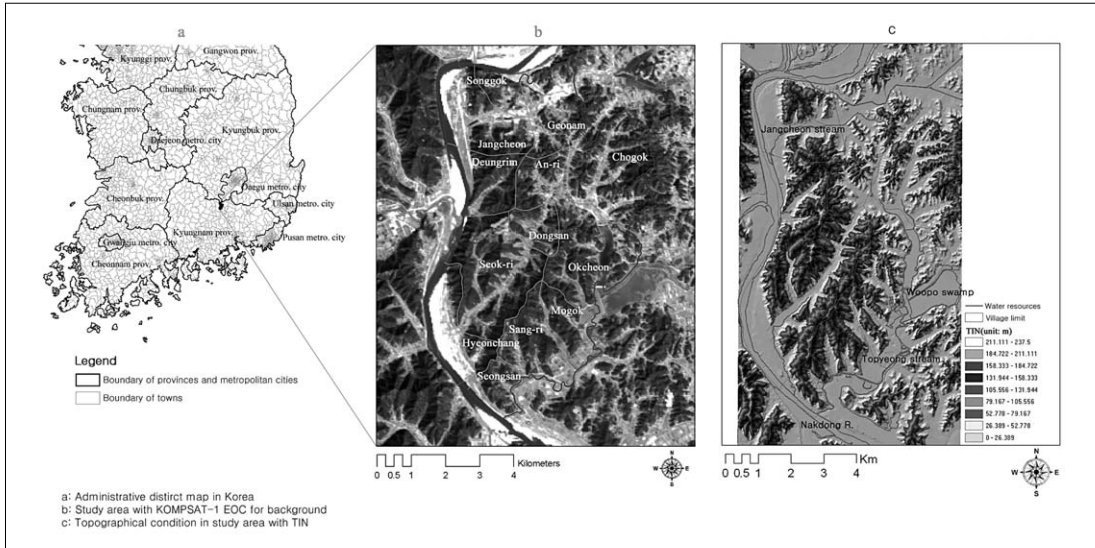 a
Gangwon prov.
Kyunggi prov.
Chungbuk prov.
Chungnam prov.
Kyungbuk prov.
Daejeon metro. city
Daegu metro. city
Cheonbuk prov.
Ulsan metro. city
Kyungnam prov.
Pusan metro. city
Gwangju metro. city
Cheonnam prov.
Legend
Boundary of provinces and metropolitan cities
Boundary of towns
b
Songgok
Geonam
Jangcheon
Deungrim
An-ri
Chogok
Dongsan
Seok-ri
Okcheon
Mogok
Sang-ri
Hyeonchang
Seongsan
0 0.5 1 2 3 4
Kilometers
W E
S
c
Jangcheon stream
Woopo swamp
Topyeong stream
Nakdong R.
Water resources
Village limit
TIN(unit: m)
211.111 - 237.5
184.722 - 211.111
158.333 - 184.722
131.944 - 158.333
105.556 - 131.944
79.167 - 105.556
52.778 - 79.167
26.389 - 52.778
0 - 26.389
0 0.5 1 2 3 4
Km
N
W E
S
a: Administrative distirct map in Korea
b: Study area with KOMPSAT-1 EOC for background
c: Topographical condition in study area with TIN